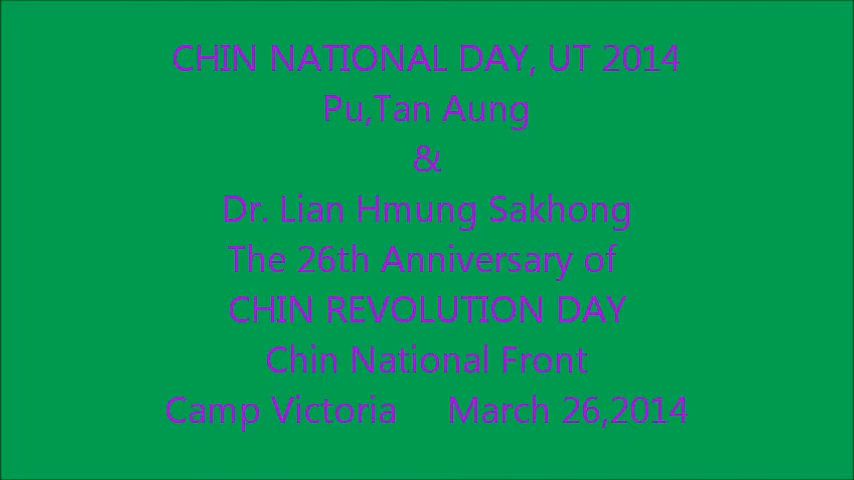 CHIN NATIONAL DAY, UT 2014
Pu,Tan Aung
&
Dr. Lian Hmung Sakhong
The 26th Anniversary of
CHIN REVOLUTION DAY
Chin National Front
Camp Victoria March 26,2014